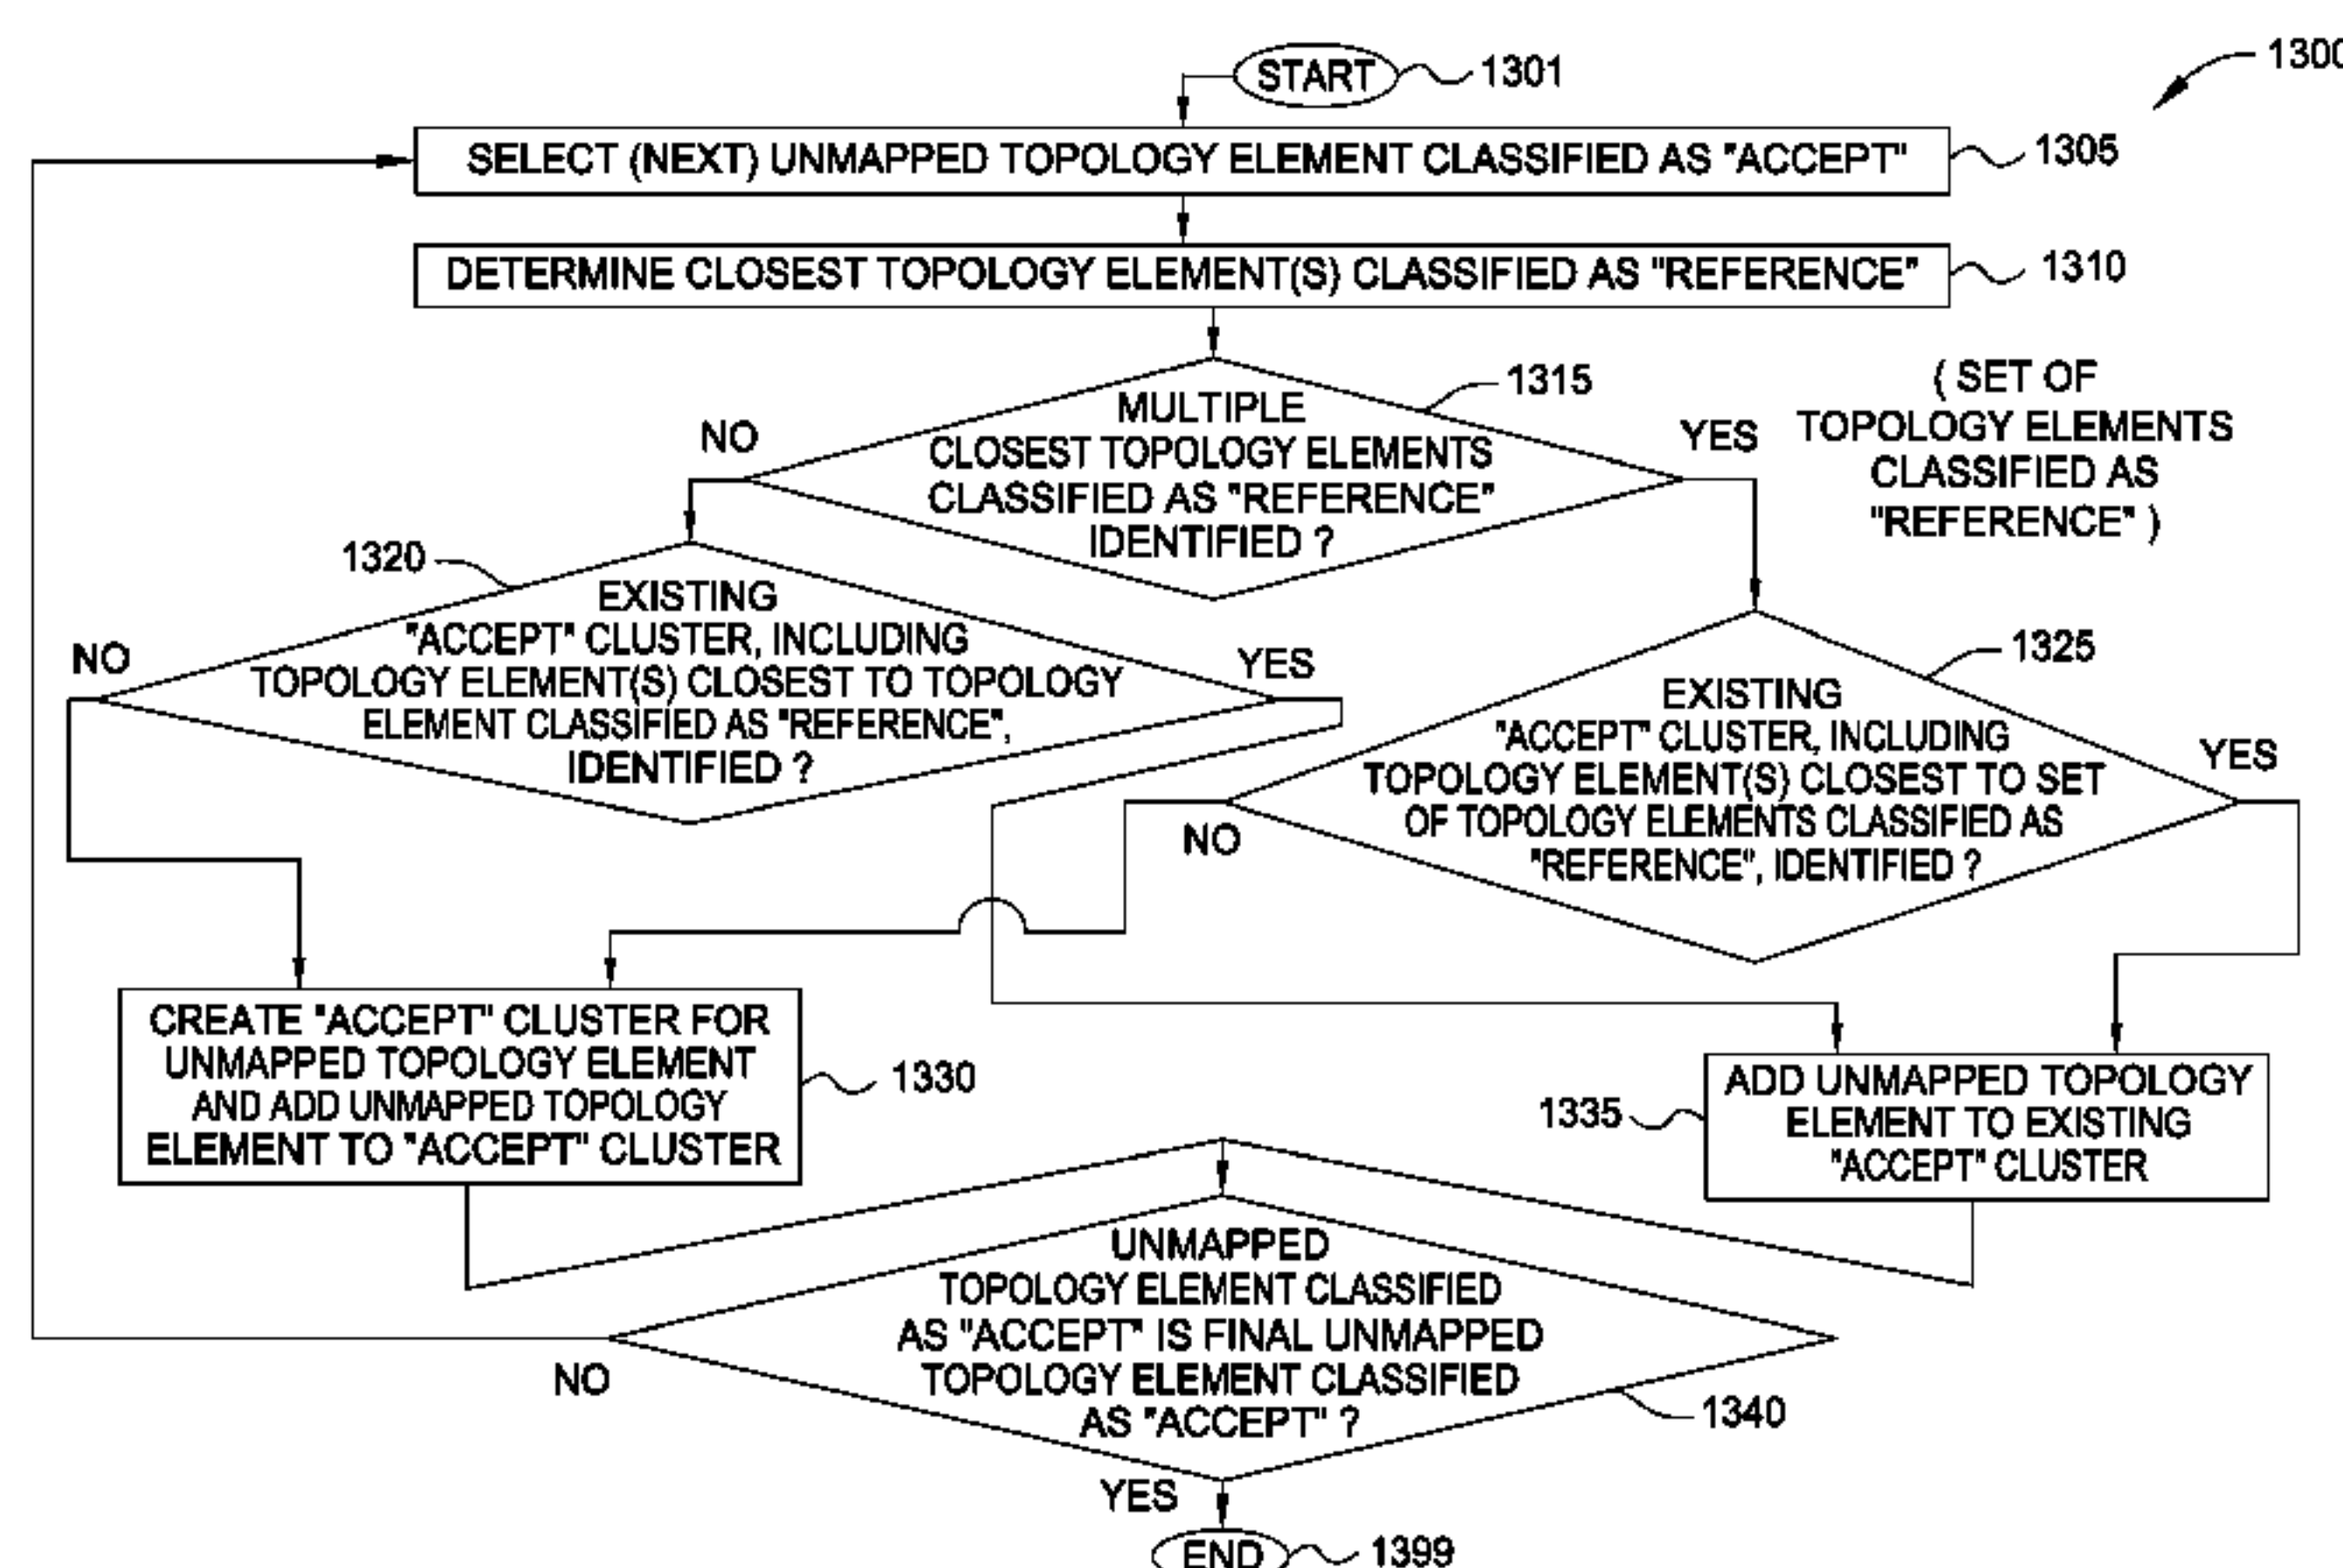 1300
START
1301
SELECT (NEXT) UNMAPPED TOPOLOGY ELEMENT CLASSIFIED AS "ACCEPT"
1305
DETERMINE CLOSEST TOPOLOGY ELEMENT(S) CLASSIFIED AS "REFERENCE"
1310
MULTIPLE
CLOSEST TOPOLOGY ELEMENTS
CLASSIFIED AS "REFERENCE"
IDENTIFIED ?
1315
NO
YES
( SET OF
TOPOLOGY ELEMENTS
CLASSIFIED AS
"REFERENCE" )
1320
EXISTING
"ACCEPT" CLUSTER, INCLUDING
TOPOLOGY ELEMENT(S) CLOSEST TO TOPOLOGY
ELEMENT CLASSIFIED AS "REFERENCE",
IDENTIFIED ?
NO
YES
1325
EXISTING
"ACCEPT" CLUSTER, INCLUDING
TOPOLOGY ELEMENT(S) CLOSEST TO SET
OF TOPOLOGY ELEMENTS CLASSIFIED AS
"REFERENCE", IDENTIFIED ?
NO
YES
CREATE "ACCEPT" CLUSTER FOR
UNMAPPED TOPOLOGY ELEMENT
AND ADD UNMAPPED TOPOLOGY
ELEMENT TO "ACCEPT" CLUSTER
1330
1335
ADD UNMAPPED TOPOLOGY
ELEMENT TO EXISTING
"ACCEPT" CLUSTER
UNMAPPED
TOPOLOGY ELEMENT CLASSIFIED
AS "ACCEPT" IS FINAL UNMAPPED
TOPOLOGY ELEMENT CLASSIFIED
AS "ACCEPT" ?
1340
NO
YES
END
1399